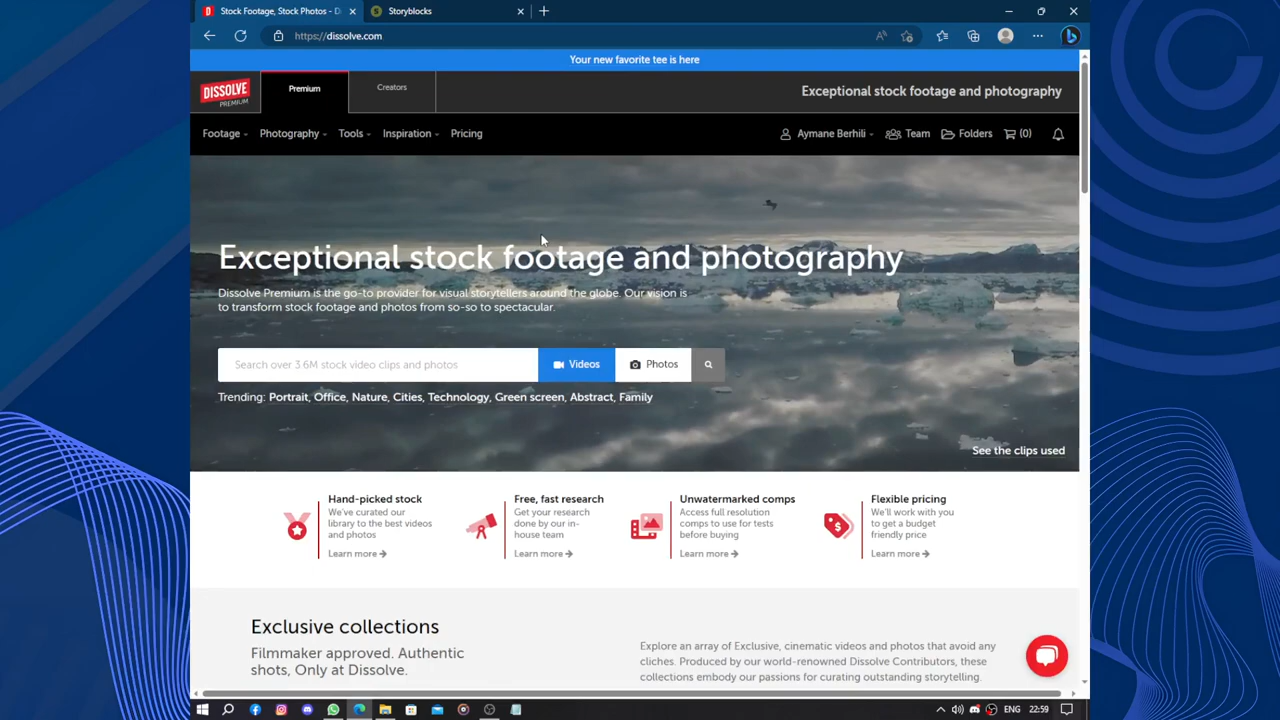 Stock Footage, Stock Photos - D
Storyblocks
https://dissolve.com
Your new favorite tee is here
DISSOLVE
PREMIUM
Premium
Creators
Exceptional stock footage and photography
Footage
Photography
Tools
Inspiration
Pricing
Aymane Berhili
Team
Folders
(0)
Exceptional stock footage and photography
Dissolve Premium is the go-to provider for visual storytellers around the globe. Our vision is
to transform stock footage and photos from so-so to spectacular.
Search over 3.6M stock video clips and photos
Videos
Photos
Trending: Portrait, Office, Nature, Cities, Technology, Green screen, Abstract, Family
See the clips used
Hand-picked stock
We've curated our
library to the best videos
and photos
Learn more
Free, fast research
Get your research
done by our in-
house team
Learn more
Unwatermarked comps
Access full resolution
comps to use for tests
before buying
Learn more
Flexible pricing
We'll work with you
to get a budget
friendly price
Learn more
Exclusive collections
Filmmaker approved. Authentic
shots, Only at Dissolve.
Explore an array of Exclusive, cinematic videos and photos that avoid any
cliches. Produced by our world-renowned Dissolve Contributors, these
collections embody our passions for curating outstanding storytelling.
ENG
22:59